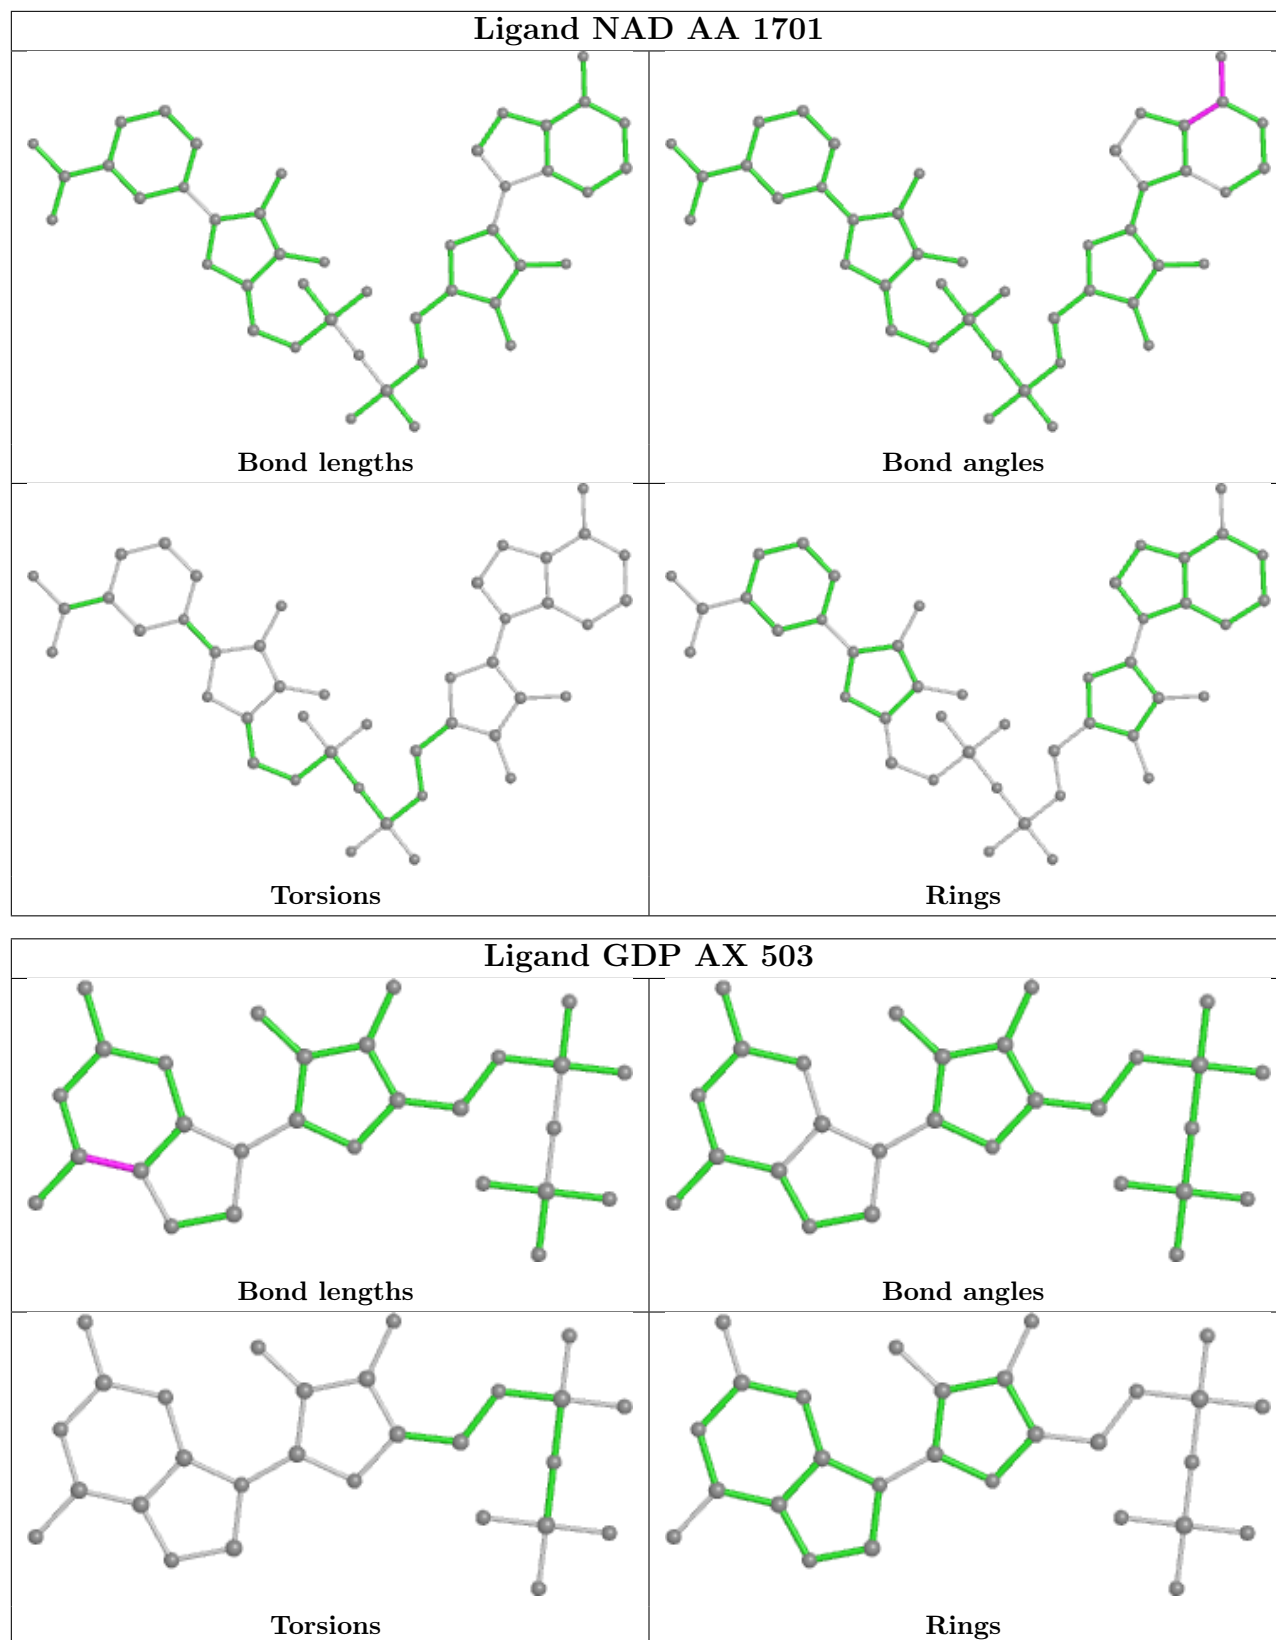 Ligand NAD AA 1701
Bond lengths
Bond angles
Torsions
Rings
Ligand GDP AX 503
Bond lengths
Bond angles
Torsions
Rings